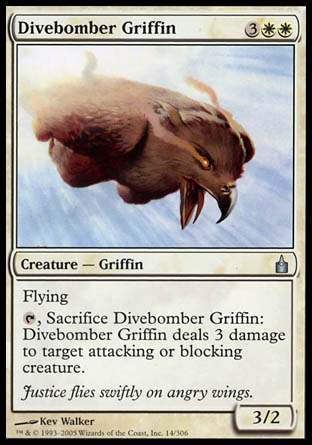 Divebomber Griffin 3
Creature — Griffin
Flying
, Sacrifice Divebomber Griffin:
Divebomber Griffin deals 3 damage
to target attacking or blocking
creature.
Justice flies swiftly on angry wings.
Kev Walker
3/2
™ & © 1993–2005 Wizards of the Coast, Inc. 14/306